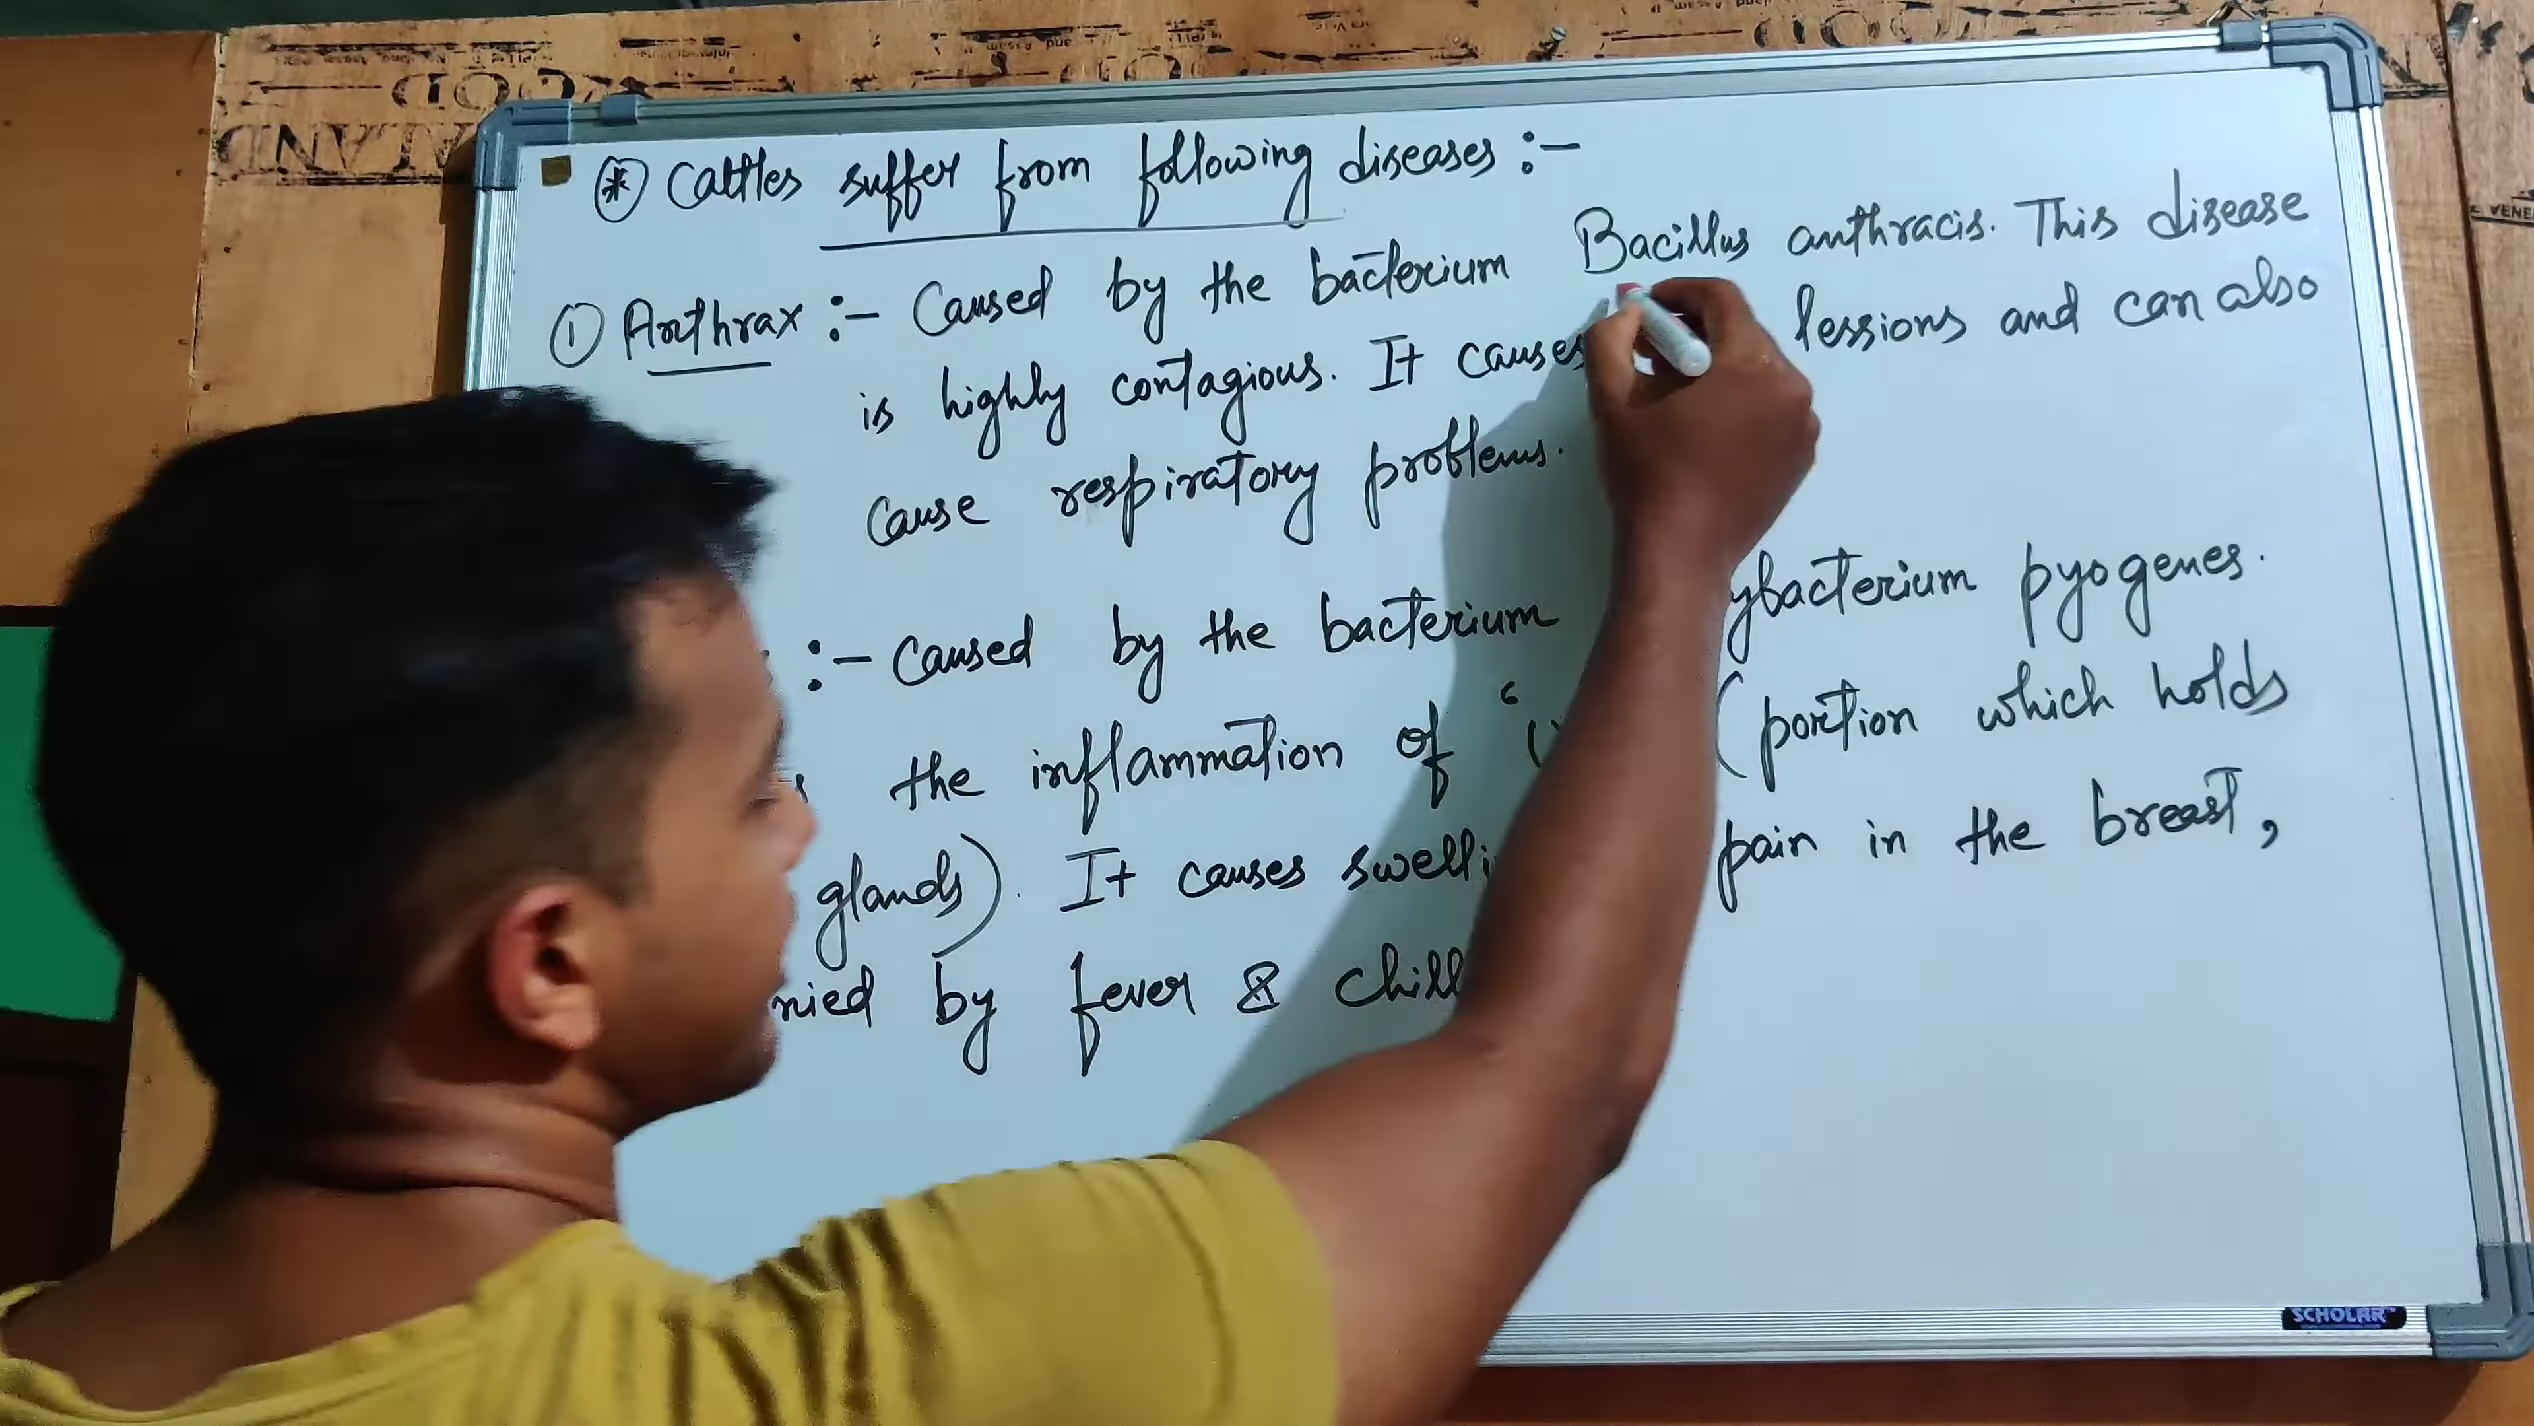 GOOD
⊛ Cattles suffer from following diseases :-
① Anthrax :- Caused by the bacterium Bacillus anthracis. This disease
is highly contagious. It causes lessions and can also
cause respiratory problems.
:- Caused by the bacterium ybacterium pyogenes.
the inflammation of ( portion which holds
glands). It causes swelli pain in the breast,
nied by fever & chill
SCHOLAR